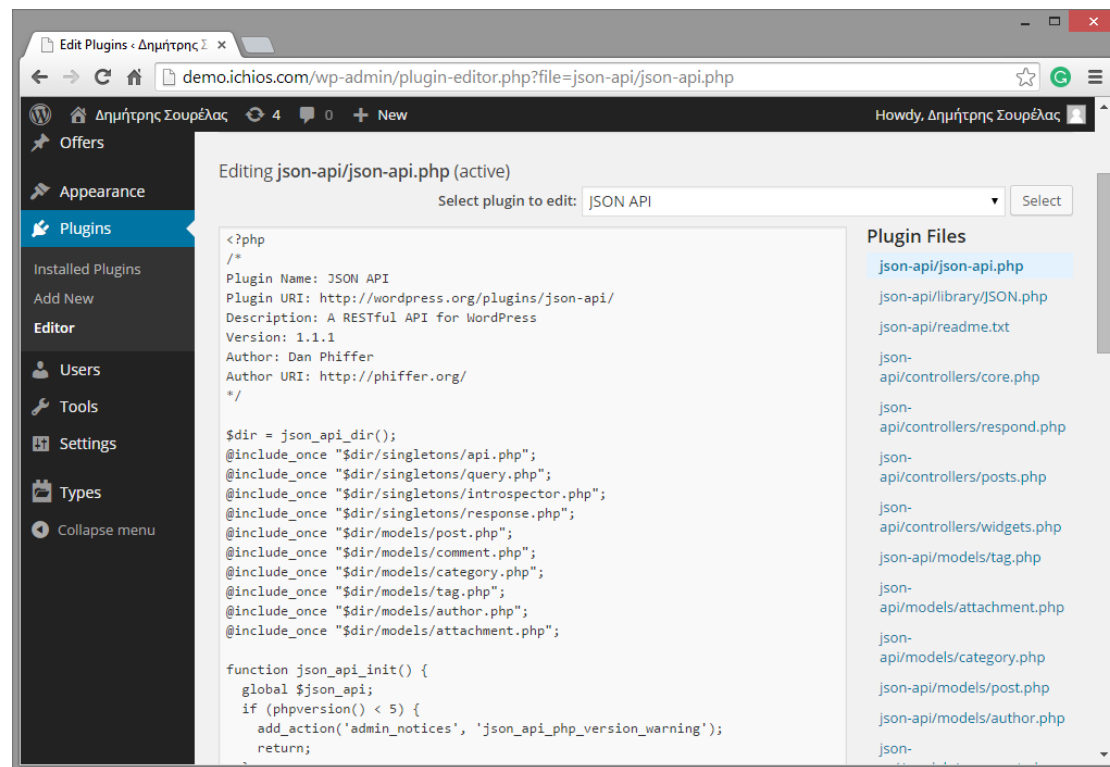 Edit Plugins ‹ Δημήτρης Σ
demo.ichios.com/wp-admin/plugin-editor.php?file=json-api/json-api.php
Δημήτρης Σουρέλας 4 0 + New
Howdy, Δημήτρης Σουρέλας
Offers
Appearance
Plugins
Installed Plugins
Add New
Editor
Users
Tools
Settings
Types
Collapse menu
Editing json-api/json-api.php (active)
Select plugin to edit: JSON API
Select
<?php
/*
Plugin Name: JSON API
Plugin URI: http://wordpress.org/plugins/json-api/
Description: A RESTful API for WordPress
Version: 1.1.1
Author: Dan Phiffer
Author URI: http://phiffer.org/
*/
$dir = json_api_dir();
@include_once "$dir/singletons/api.php";
@include_once "$dir/singletons/query.php";
@include_once "$dir/singletons/introspector.php";
@include_once "$dir/singletons/response.php";
@include_once "$dir/models/post.php";
@include_once "$dir/models/comment.php";
@include_once "$dir/models/category.php";
@include_once "$dir/models/tag.php";
@include_once "$dir/models/author.php";
@include_once "$dir/models/attachment.php";
function json_api_init() {
global $json_api;
if (phpversion() < 5) {
add_action('admin_notices', 'json_api_php_version_warning');
return;
Plugin Files
json-api/json-api.php
json-api/library/JSON.php
json-api/readme.txt
json-
api/controllers/core.php
json-
api/controllers/respond.php
json-
api/controllers/posts.php
json-
api/controllers/widgets.php
json-api/models/tag.php
json-
api/models/attachment.php
json-
api/models/category.php
json-api/models/post.php
json-api/models/author.php
json-